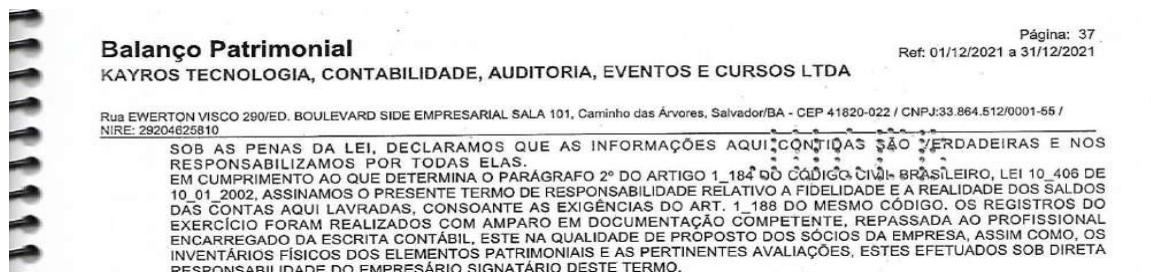 Balanço Patrimonial
Página: 37
Ref: 01/12/2021 a 31/12/2021
KAYROS TECNOLOGIA, CONTABILIDADE, AUDITORIA, EVENTOS E CURSOS LTDA
Rua EWERTON VISCO 290/ED. BOULEVARD SIDE EMPRESARIAL SALA 101, Caminho das Árvores, Salvador/BA - CEP 41820-022 / CNPJ:33.864.512/0001-55 /
NIRE: 29204625810
SOB AS PENAS DA LEI, DECLARAMOS QUE AS INFORMAÇÕES AQUI CONTIDAS SÃO VERDADEIRAS E NOS
RESPONSABILIZAMOS POR TODAS ELAS.
EM CUMPRIMENTO AO QUE DETERMINA O PARÁGRAFO 2º DO ARTIGO 1_184 DO CÓDIGO CIVIL BRASILEIRO, LEI 10_406 DE
10_01_2002, ASSINAMOS O PRESENTE TERMO DE RESPONSABILIDADE RELATIVO A FIDELIDADE E A REALIDADE DOS SALDOS
DAS CONTAS AQUI LAVRADAS, CONSOANTE AS EXIGÊNCIAS DO ART. 1_188 DO MESMO CÓDIGO. OS REGISTROS DO
EXERCÍCIO FORAM REALIZADOS COM AMPARO EM DOCUMENTAÇÃO COMPETENTE, REPASSADA AO PROFISSIONAL
ENCARREGADO DA ESCRITA CONTÁBIL, ESTE NA QUALIDADE DE PROPOSTO DOS SÓCIOS DA EMPRESA, ASSIM COMO, OS
INVENTÁRIOS FÍSICOS DOS ELEMENTOS PATRIMONIAIS E AS PERTINENTES AVALIAÇÕES, ESTES EFETUADOS SOB DIRETA
RESPONSABILIDADE DO EMPRESÁRIO SIGNATÁRIO DESTE TERMO.